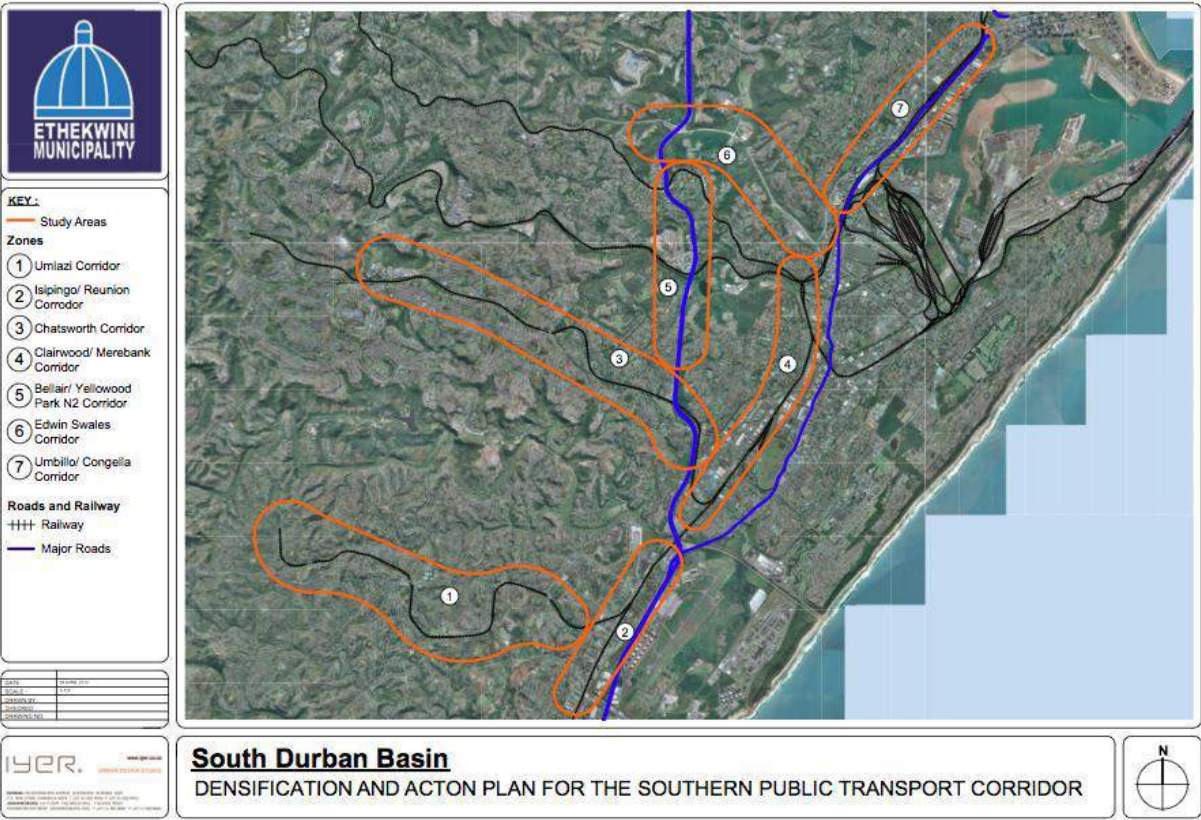 ETHEKWINI
MUNICIPALITY
KEY :
Study Areas
Zones
1 Umlazi Corridor
2 Isipingo/ Reunion
Corrodor
3 Chatsworth Corridor
4 Clairwood/ Merebank
Corridor
5 Bellair/ Yellowood
Park N2 Corridor
6 Edwin Swales
Corridor
7 Umbillo/ Congella
Corridor
Roads and Railway
Railway
Major Roads
DATE
SCALE
DRAWN BY
CHECKED
DRAWING NO
IYER.
7
6
5
3
4
1
2
South Durban Basin
DENSIFICATION AND ACTON PLAN FOR THE SOUTHERN PUBLIC TRANSPORT CORRIDOR
N